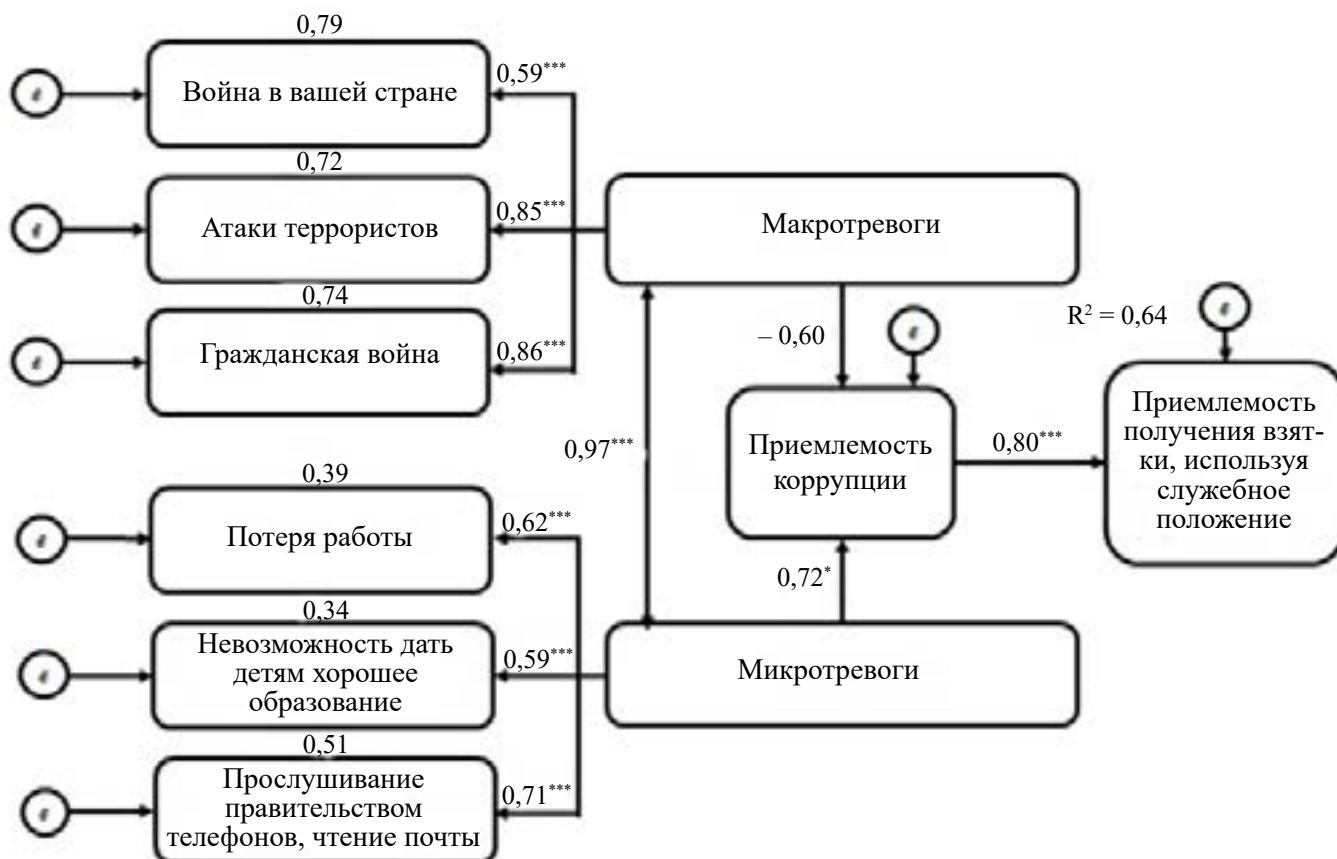 0,79
Война в вашей стране
0,59***
0,72
Атаки террористов
0,85***
0,74
Гражданская война
0,86***
Макротревоги
– 0,60
R² = 0,64
0,97***
Приемлемость
коррупции
0,80***
Приемлемость
получения взят-
ки, используя
служебное
положение
0,72*
0,39
Потеря работы
0,62***
0,34
Невозможность дать
детям хорошее
образование
0,59***
Микротревоги
0,51
Прослушивание
правительством
телефонов, чтение почты
0,71***